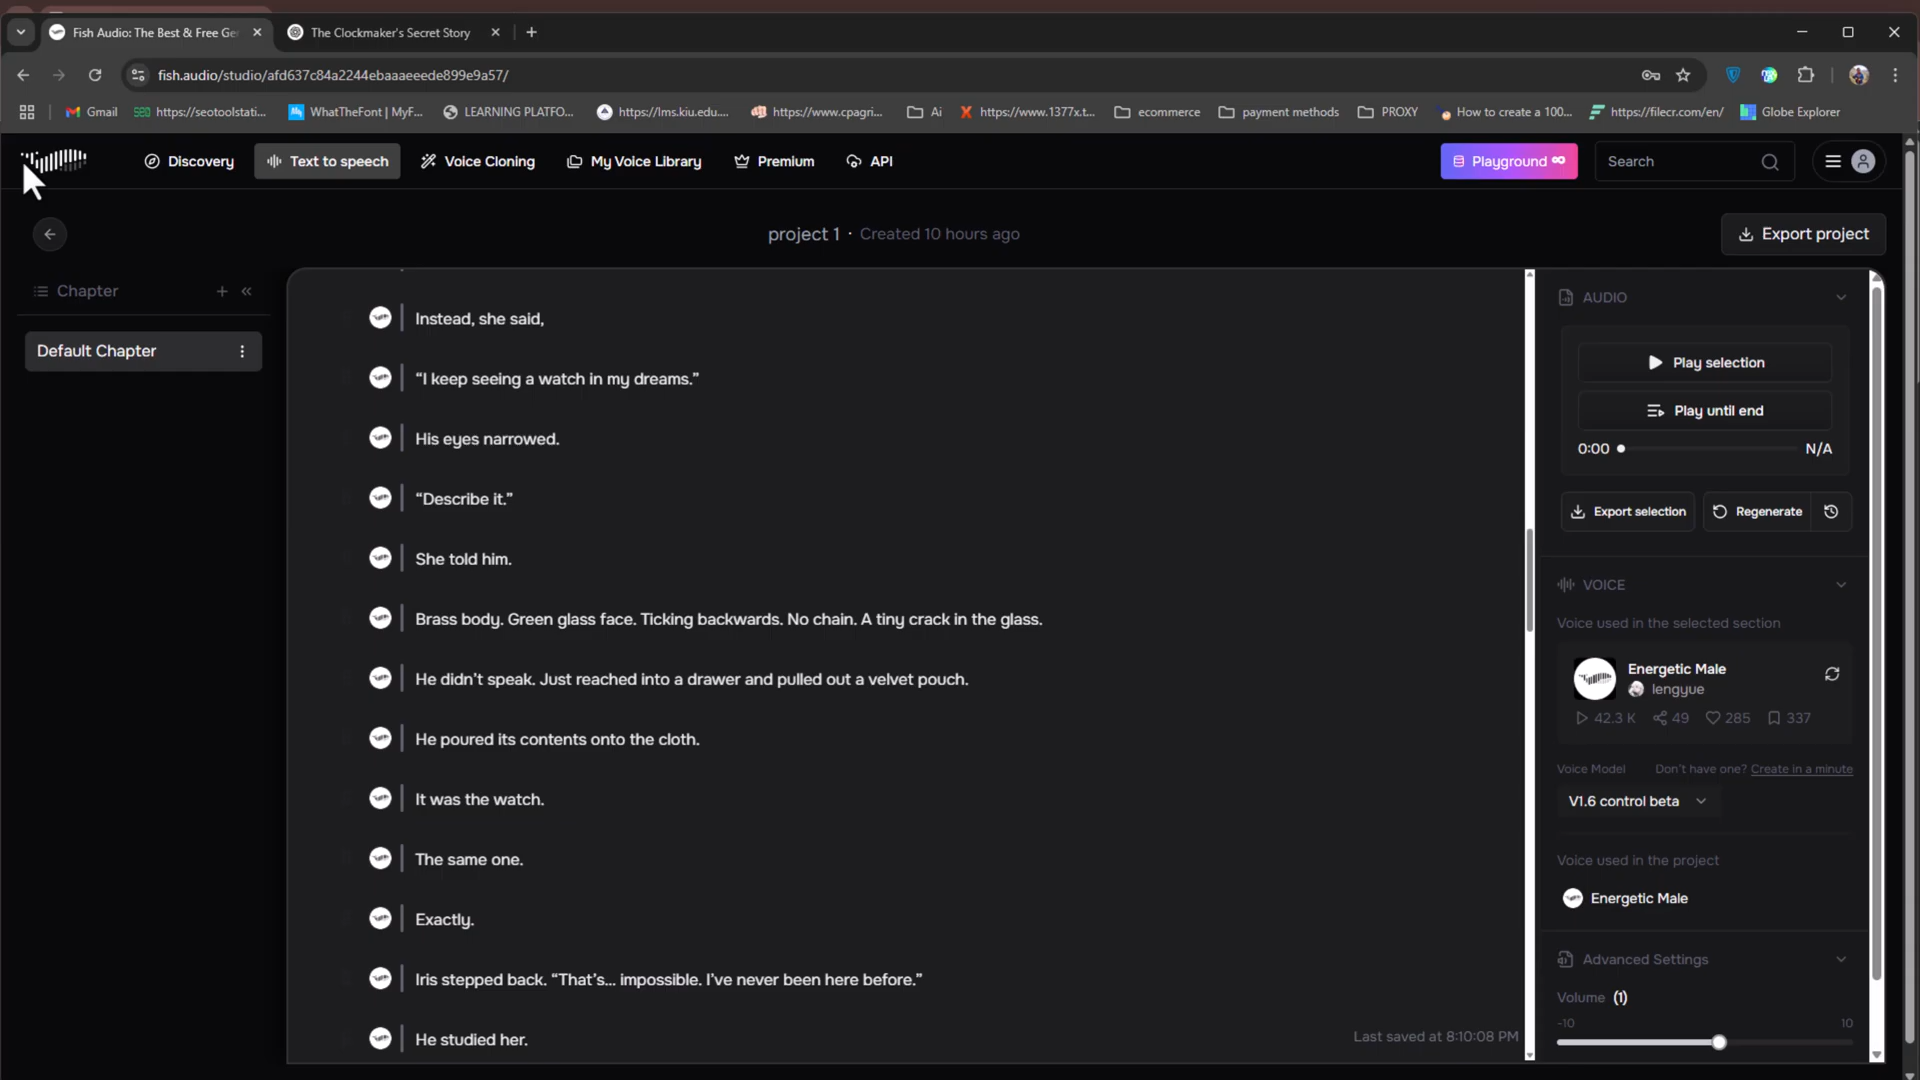 Fish Audio: The Best & Free Ge
The Clockmaker's Secret Story
fish.audio/studio/afd637c84a2244ebaaaeeede899e9a57/
Gmail
https://seotoolstati...
WhatTheFont | MyF...
LEARNING PLATFO...
https://lms.kiu.edu....
https://www.cpagri...
Ai
https://www.1377x.t...
ecommerce
payment methods
PROXY
How to create a 100...
https://filecr.com/en/
Globe Explorer
Discovery
Text to speech
Voice Cloning
My Voice Library
Premium
API
Playground
Search
project 1 · Created 10 hours ago
Export project
Chapter
Default Chapter
Instead, she said,
“I keep seeing a watch in my dreams.”
His eyes narrowed.
“Describe it.”
She told him.
Brass body. Green glass face. Ticking backwards. No chain. A tiny crack in the glass.
He didn’t speak. Just reached into a drawer and pulled out a velvet pouch.
He poured its contents onto the cloth.
It was the watch.
The same one.
Exactly.
Iris stepped back. “That’s… impossible. I’ve never been here before.”
He studied her.
Last saved at 8:10:08 PM
AUDIO
Play selection
Play until end
0:00
N/A
Export selection
Regenerate
VOICE
Voice used in the selected section
Energetic Male
lengyue
42.3 K
49
285
337
Voice Model
Don't have one? Create in a minute
V1.6 control beta
Voice used in the project
Energetic Male
Advanced Settings
Volume (1)
-10
10